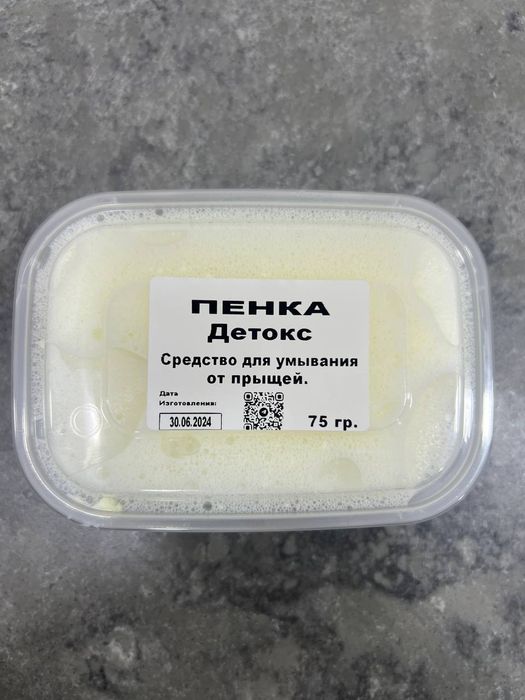 ПЕНКА
Детокс
Средство для умывания
от прыщей.
Дата
Изготовления:
30.06.2024
75 гр.